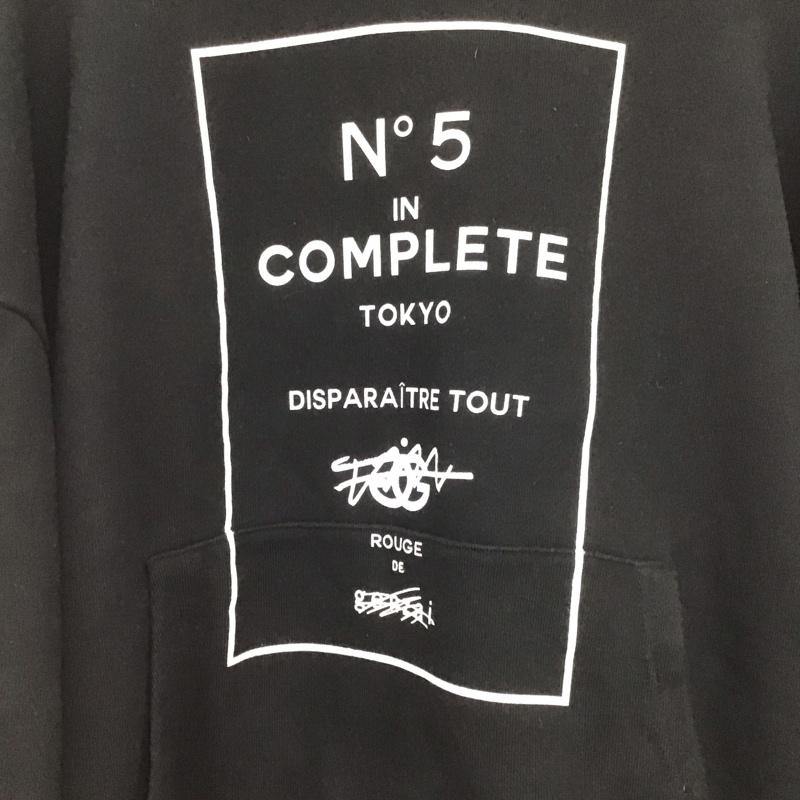 N° 5
IN
COMPLETE
TOKYO
DISPARAÎTRE TOUT
ROUGE
DE